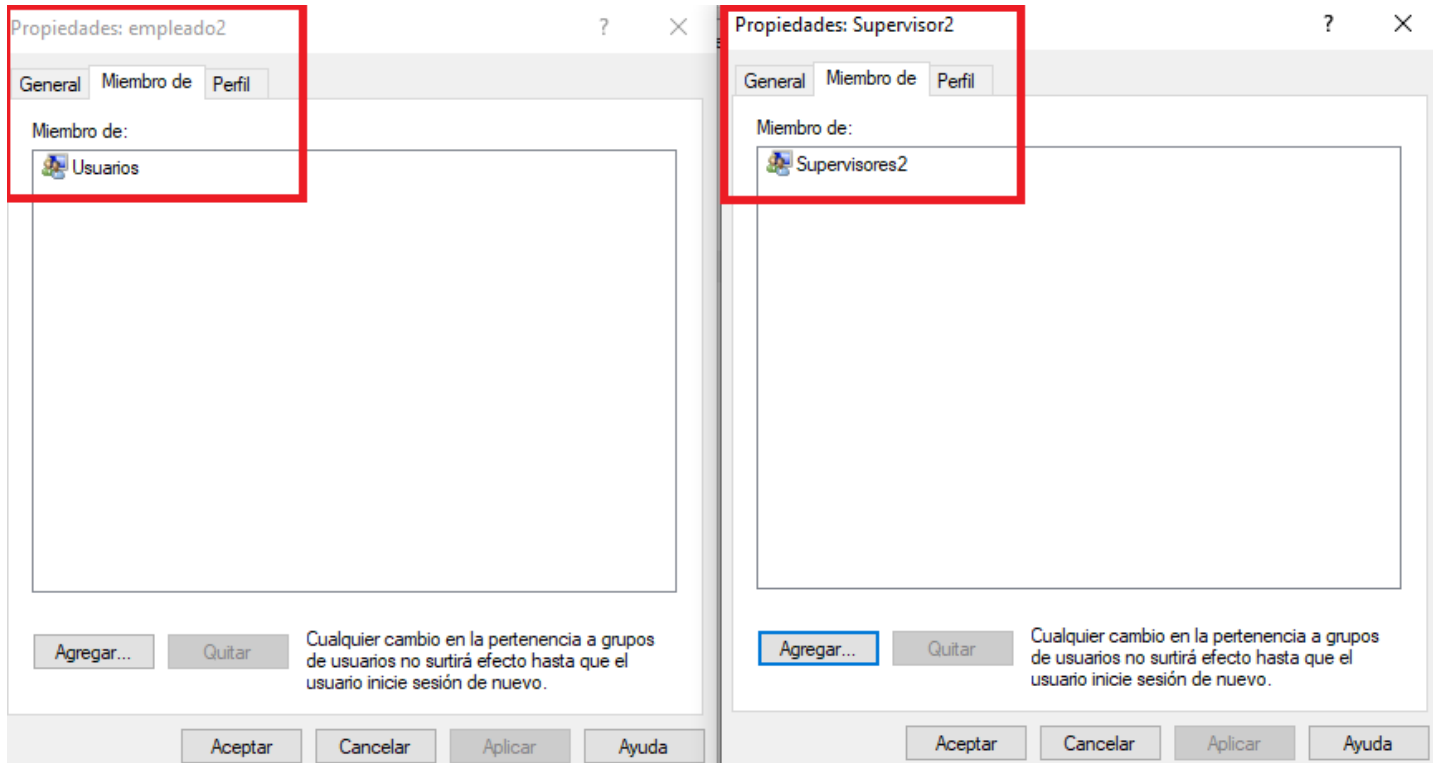 Propiedades: empleado2
?
General
Miembro de
Perfil
Miembro de:
Usuarios
Agregar...
Quitar
Cualquier cambio en la pertenencia a grupos
de usuarios no surtirá efecto hasta que el
usuario inicie sesión de nuevo.
Aceptar
Cancelar
Aplicar
Ayuda
Propiedades: Supervisor2
?
General
Miembro de
Perfil
Miembro de:
Supervisores2
Agregar...
Quitar
Cualquier cambio en la pertenencia a grupos
de usuarios no surtirá efecto hasta que el
usuario inicie sesión de nuevo.
Aceptar
Cancelar
Aplicar
Ayuda